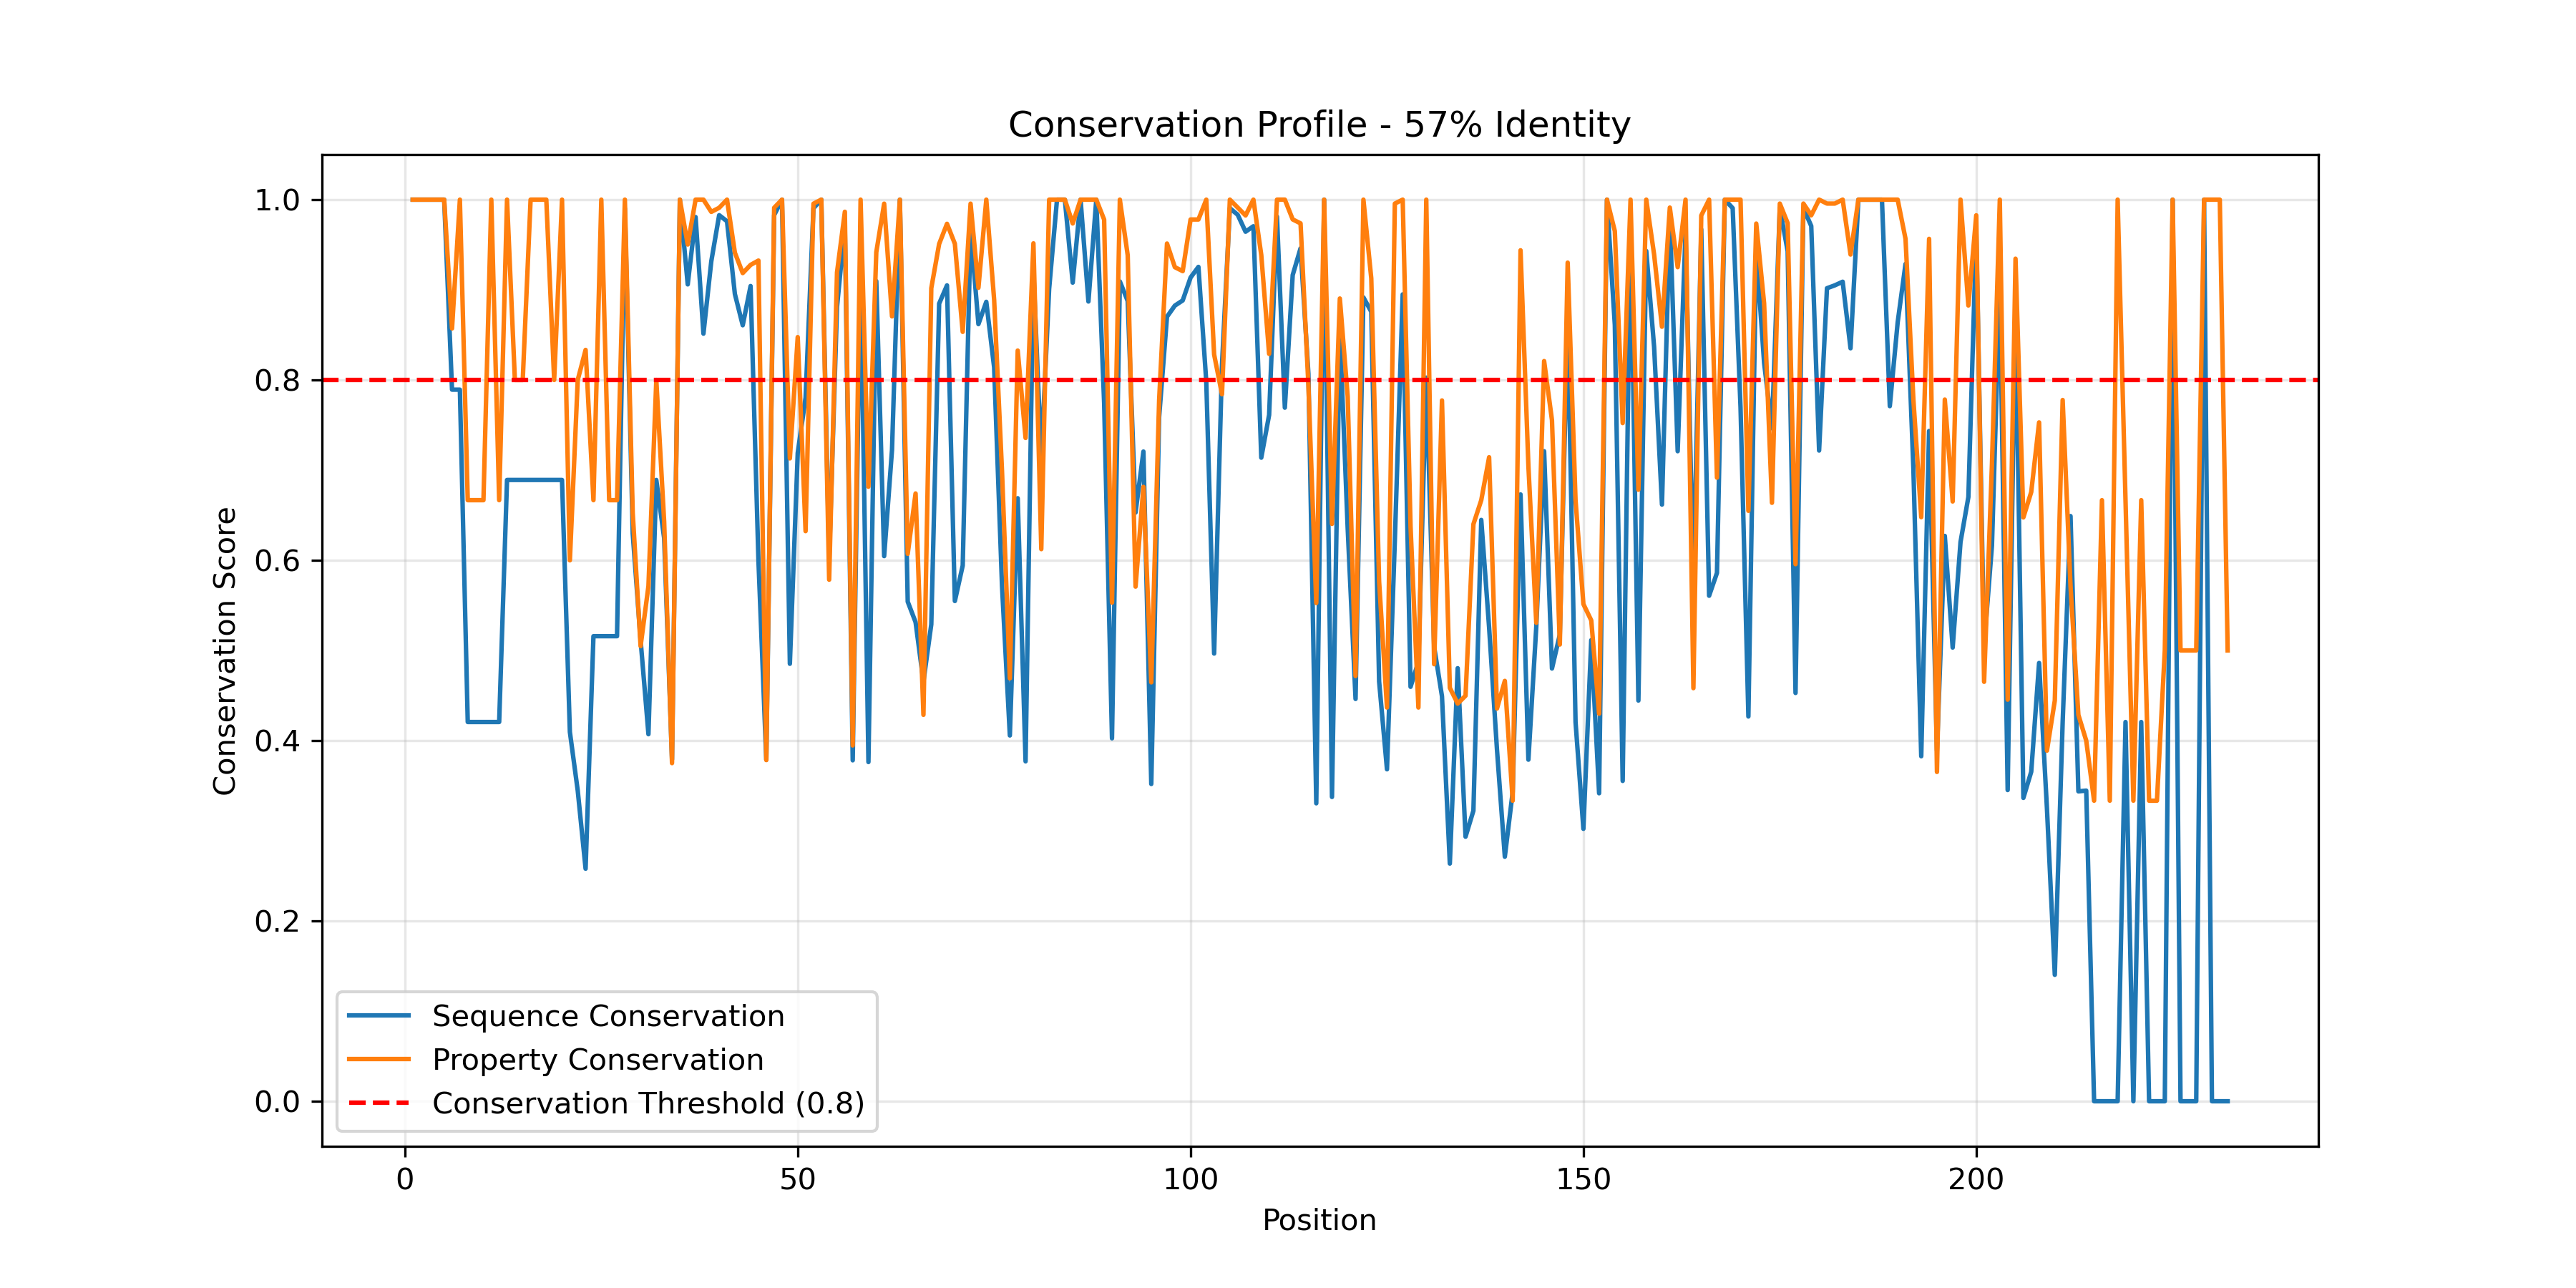 Conservation Profile - 57% Identity
1.0
0.8
0.6
0.4
0.2
0.0
Conservation Score
Sequence Conservation
Property Conservation
Conservation Threshold (0.8)
0 50 100 150 200
Position